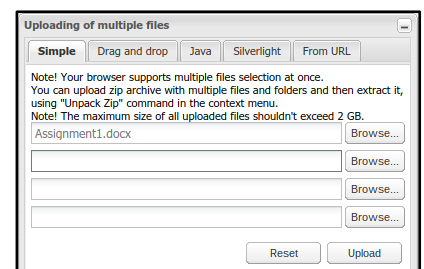 Uploading of multiple files
Simple Drag and drop Java Silverlight From URL
Note! Your browser supports multiple files selection at once.
You can upload zip archive with multiple files and folders and then extract it,
using "Unpack Zip" command in the context menu.
Note! The maximum size of all uploaded files shouldn't exceed 2 GB.
Assignment1.docx Browse...
Browse...
Browse...
Browse...
Reset Upload